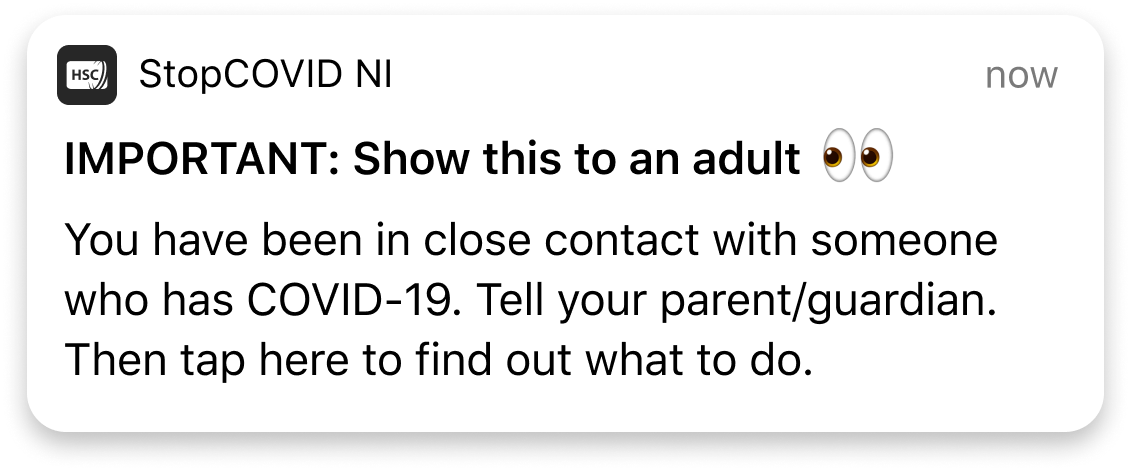 HSC
StopCOVID NI
now
IMPORTANT: Show this to an adult 👀
You have been in close contact with someone
who has COVID-19. Tell your parent/guardian.
Then tap here to find out what to do.